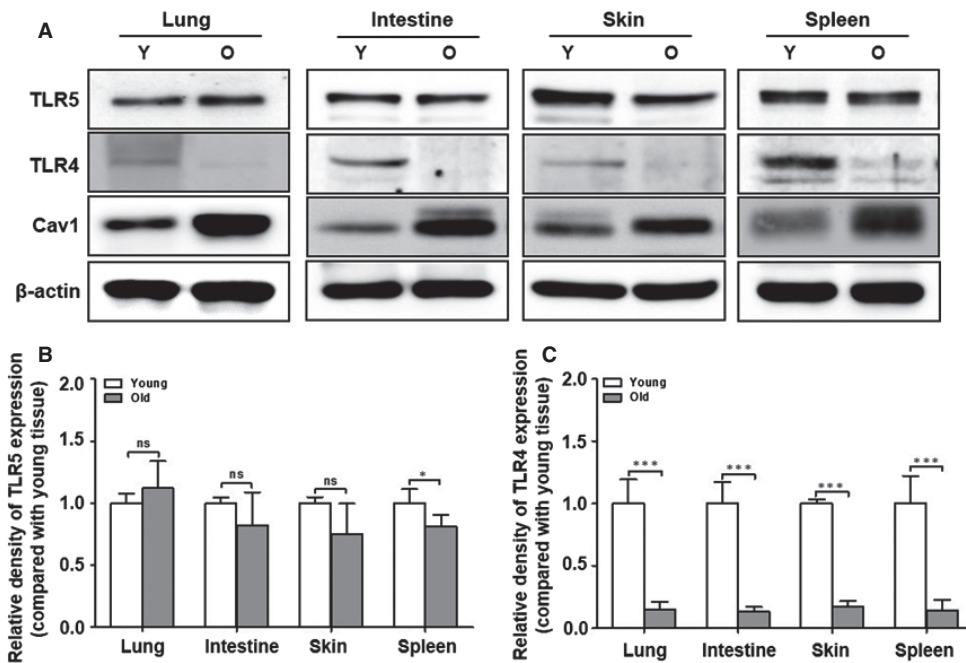 A
Lung Intestine Skin Spleen
Y O Y O Y O Y O
TLR5
TLR4
Cav1
β-actin
B
Relative density of TLR5 expression
(compared with young tissue)
2.0
1.5
1.0
0.5
0.0
Young
Old
ns ns ns *
Lung Intestine Skin Spleen
C
Relative density of TLR4 expression
(compared with young tissue)
2.0
1.5
1.0
0.5
0.0
Young
Old
*** *** *** ***
Lung Intestine Skin Spleen